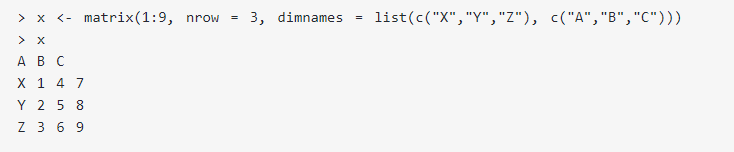 > x <- matrix(1:9, nrow = 3, dimnames = list(c("X","Y","Z"), c("A","B","C")))
> x
A B C
X 1 4 7
Y 2 5 8
Z 3 6 9